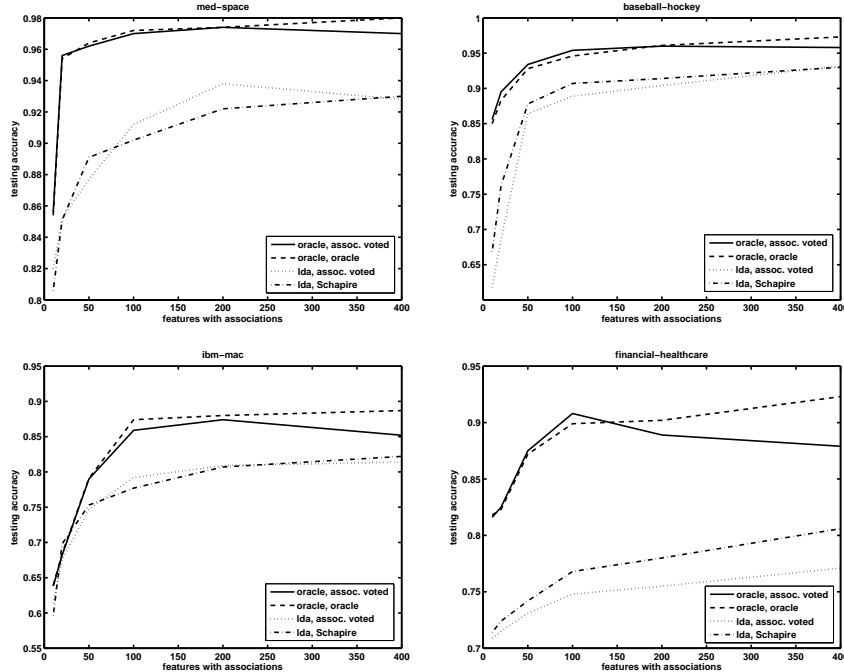 med−space
0.98
0.96
0.94
0.92
0.9
0.88
0.86
0.84
0.82
0.8
testing accuracy
oracle, assoc. voted
oracle, oracle
lda, assoc. voted
lda, Schapire
0 50 100 150 200 250 300 350 400
features with associations
baseball−hockey
1
0.95
0.9
0.85
0.8
0.75
0.7
0.65
testing accuracy
oracle, assoc. voted
oracle, oracle
lda, assoc. voted
lda, Schapire
0 50 100 150 200 250 300 350 400
features with associations
ibm−mac
0.95
0.9
0.85
0.8
0.75
0.7
0.65
0.6
0.55
testing accuracy
oracle, assoc. voted
oracle, oracle
lda, assoc. voted
lda, Schapire
0 50 100 150 200 250 300 350 400
features with associations
financial−healthcare
0.95
0.9
0.85
0.8
0.75
0.7
testing accuracy
oracle, assoc. voted
oracle, oracle
lda, assoc. voted
lda, Schapire
0 50 100 150 200 250 300 350 400
features with associations